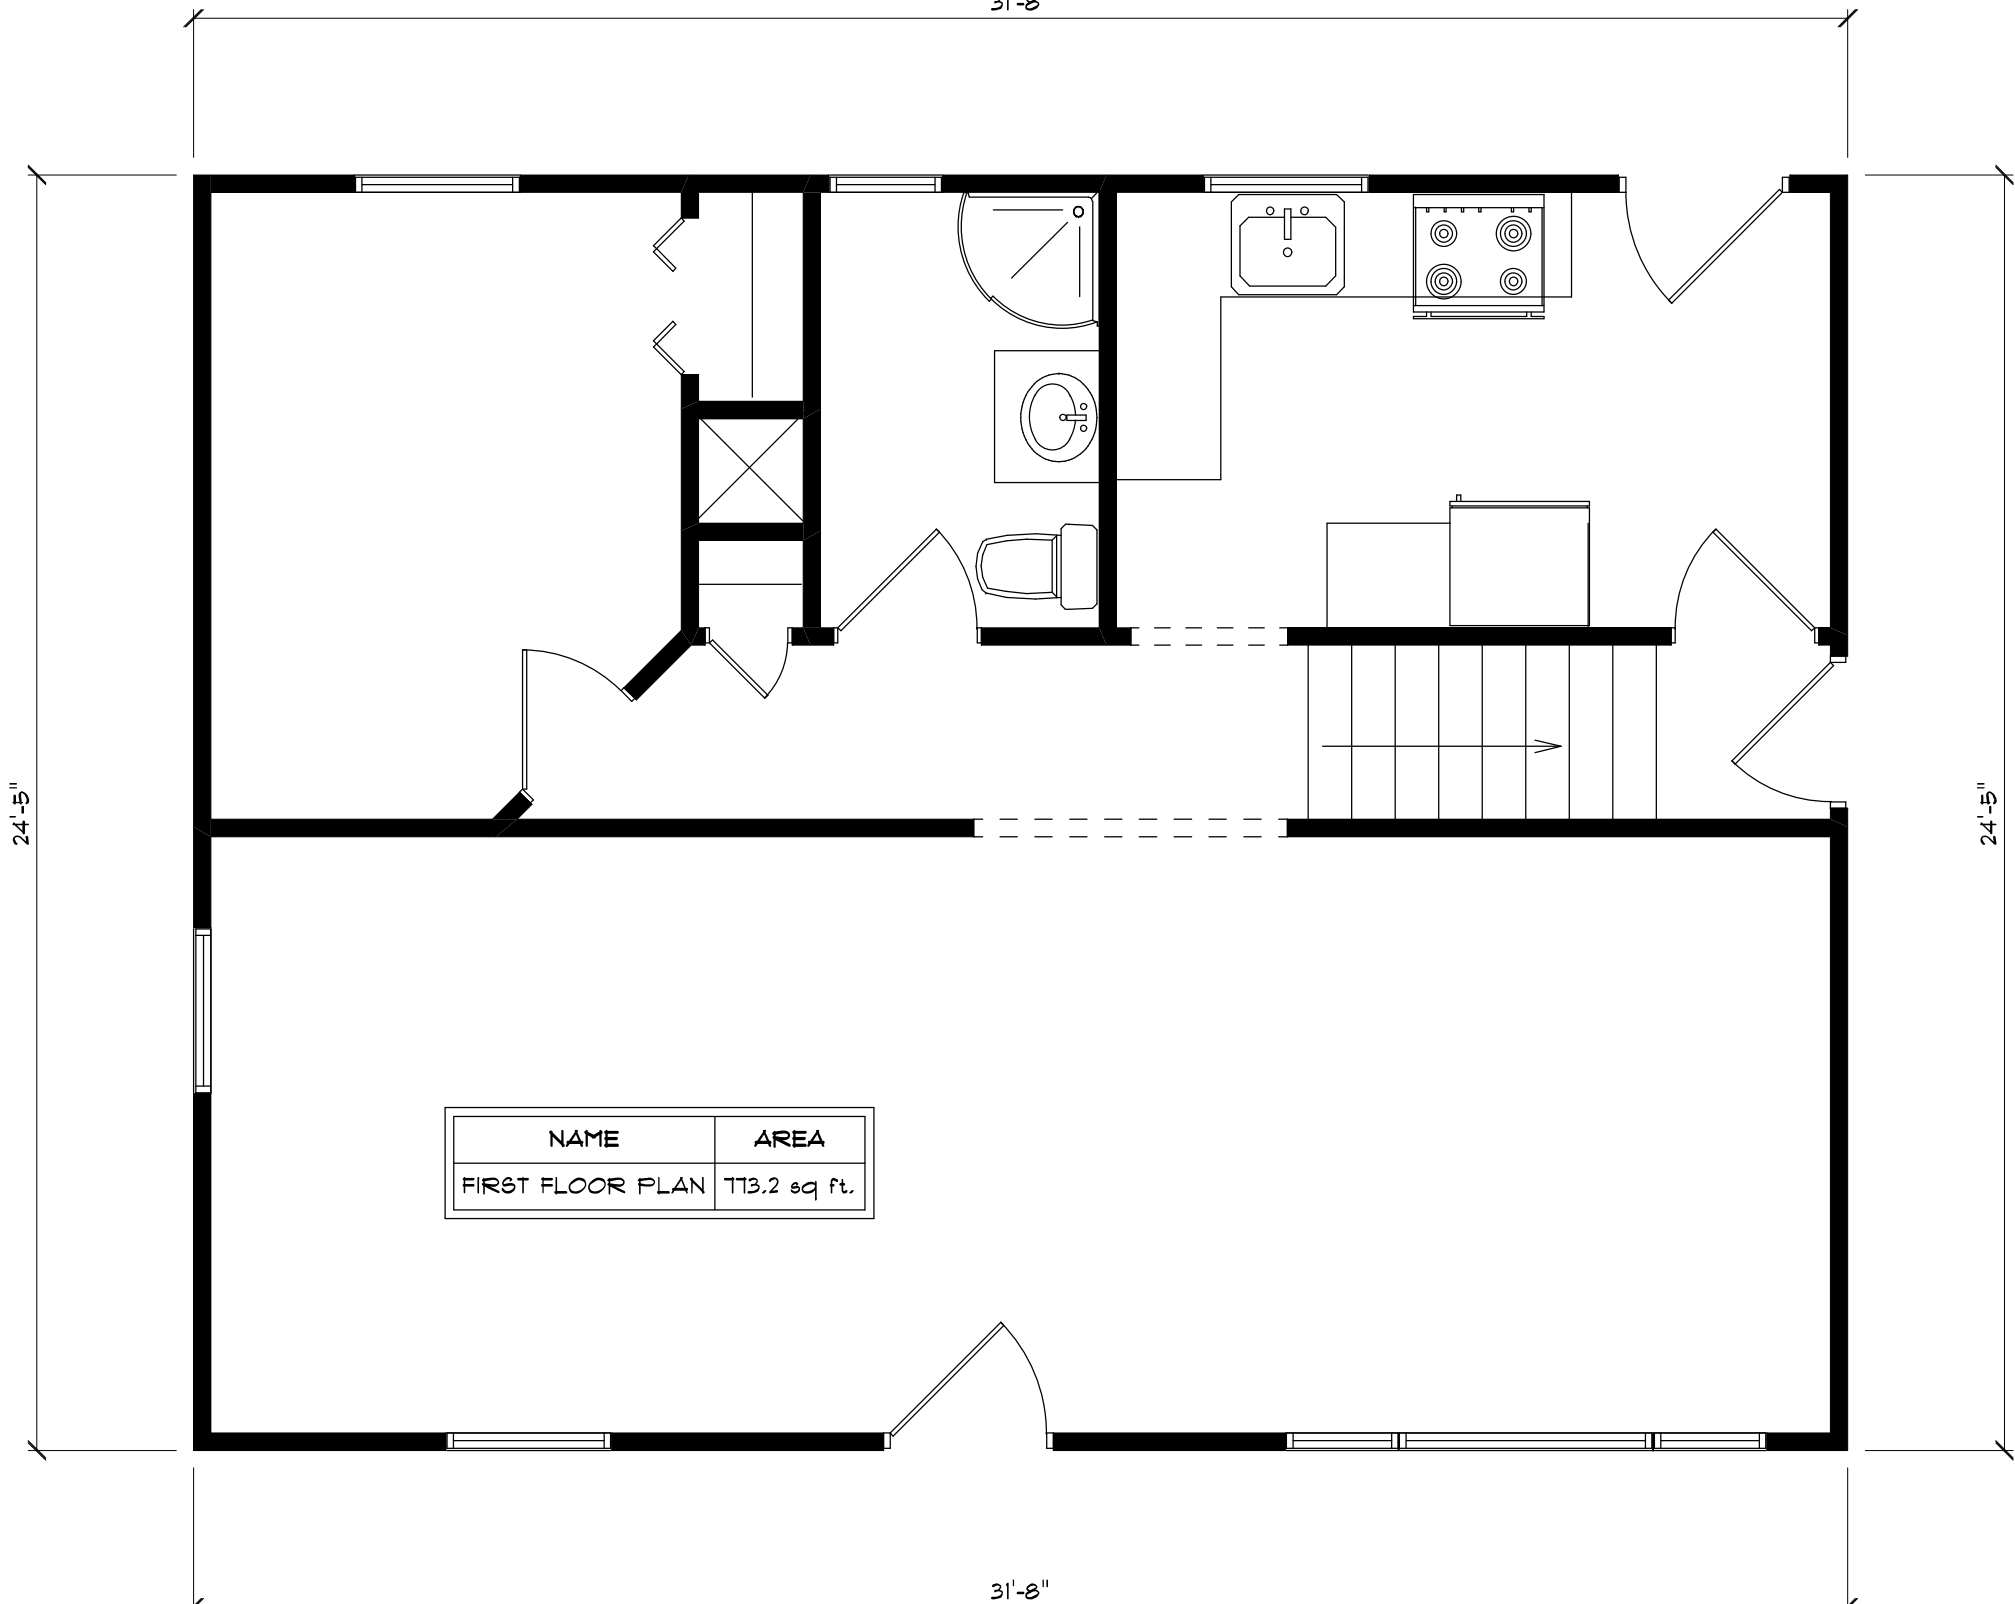 31'-8"
24'-5"
24'-5"
NAME AREA
FIRST FLOOR PLAN 773.2 sq ft.
31'-8"